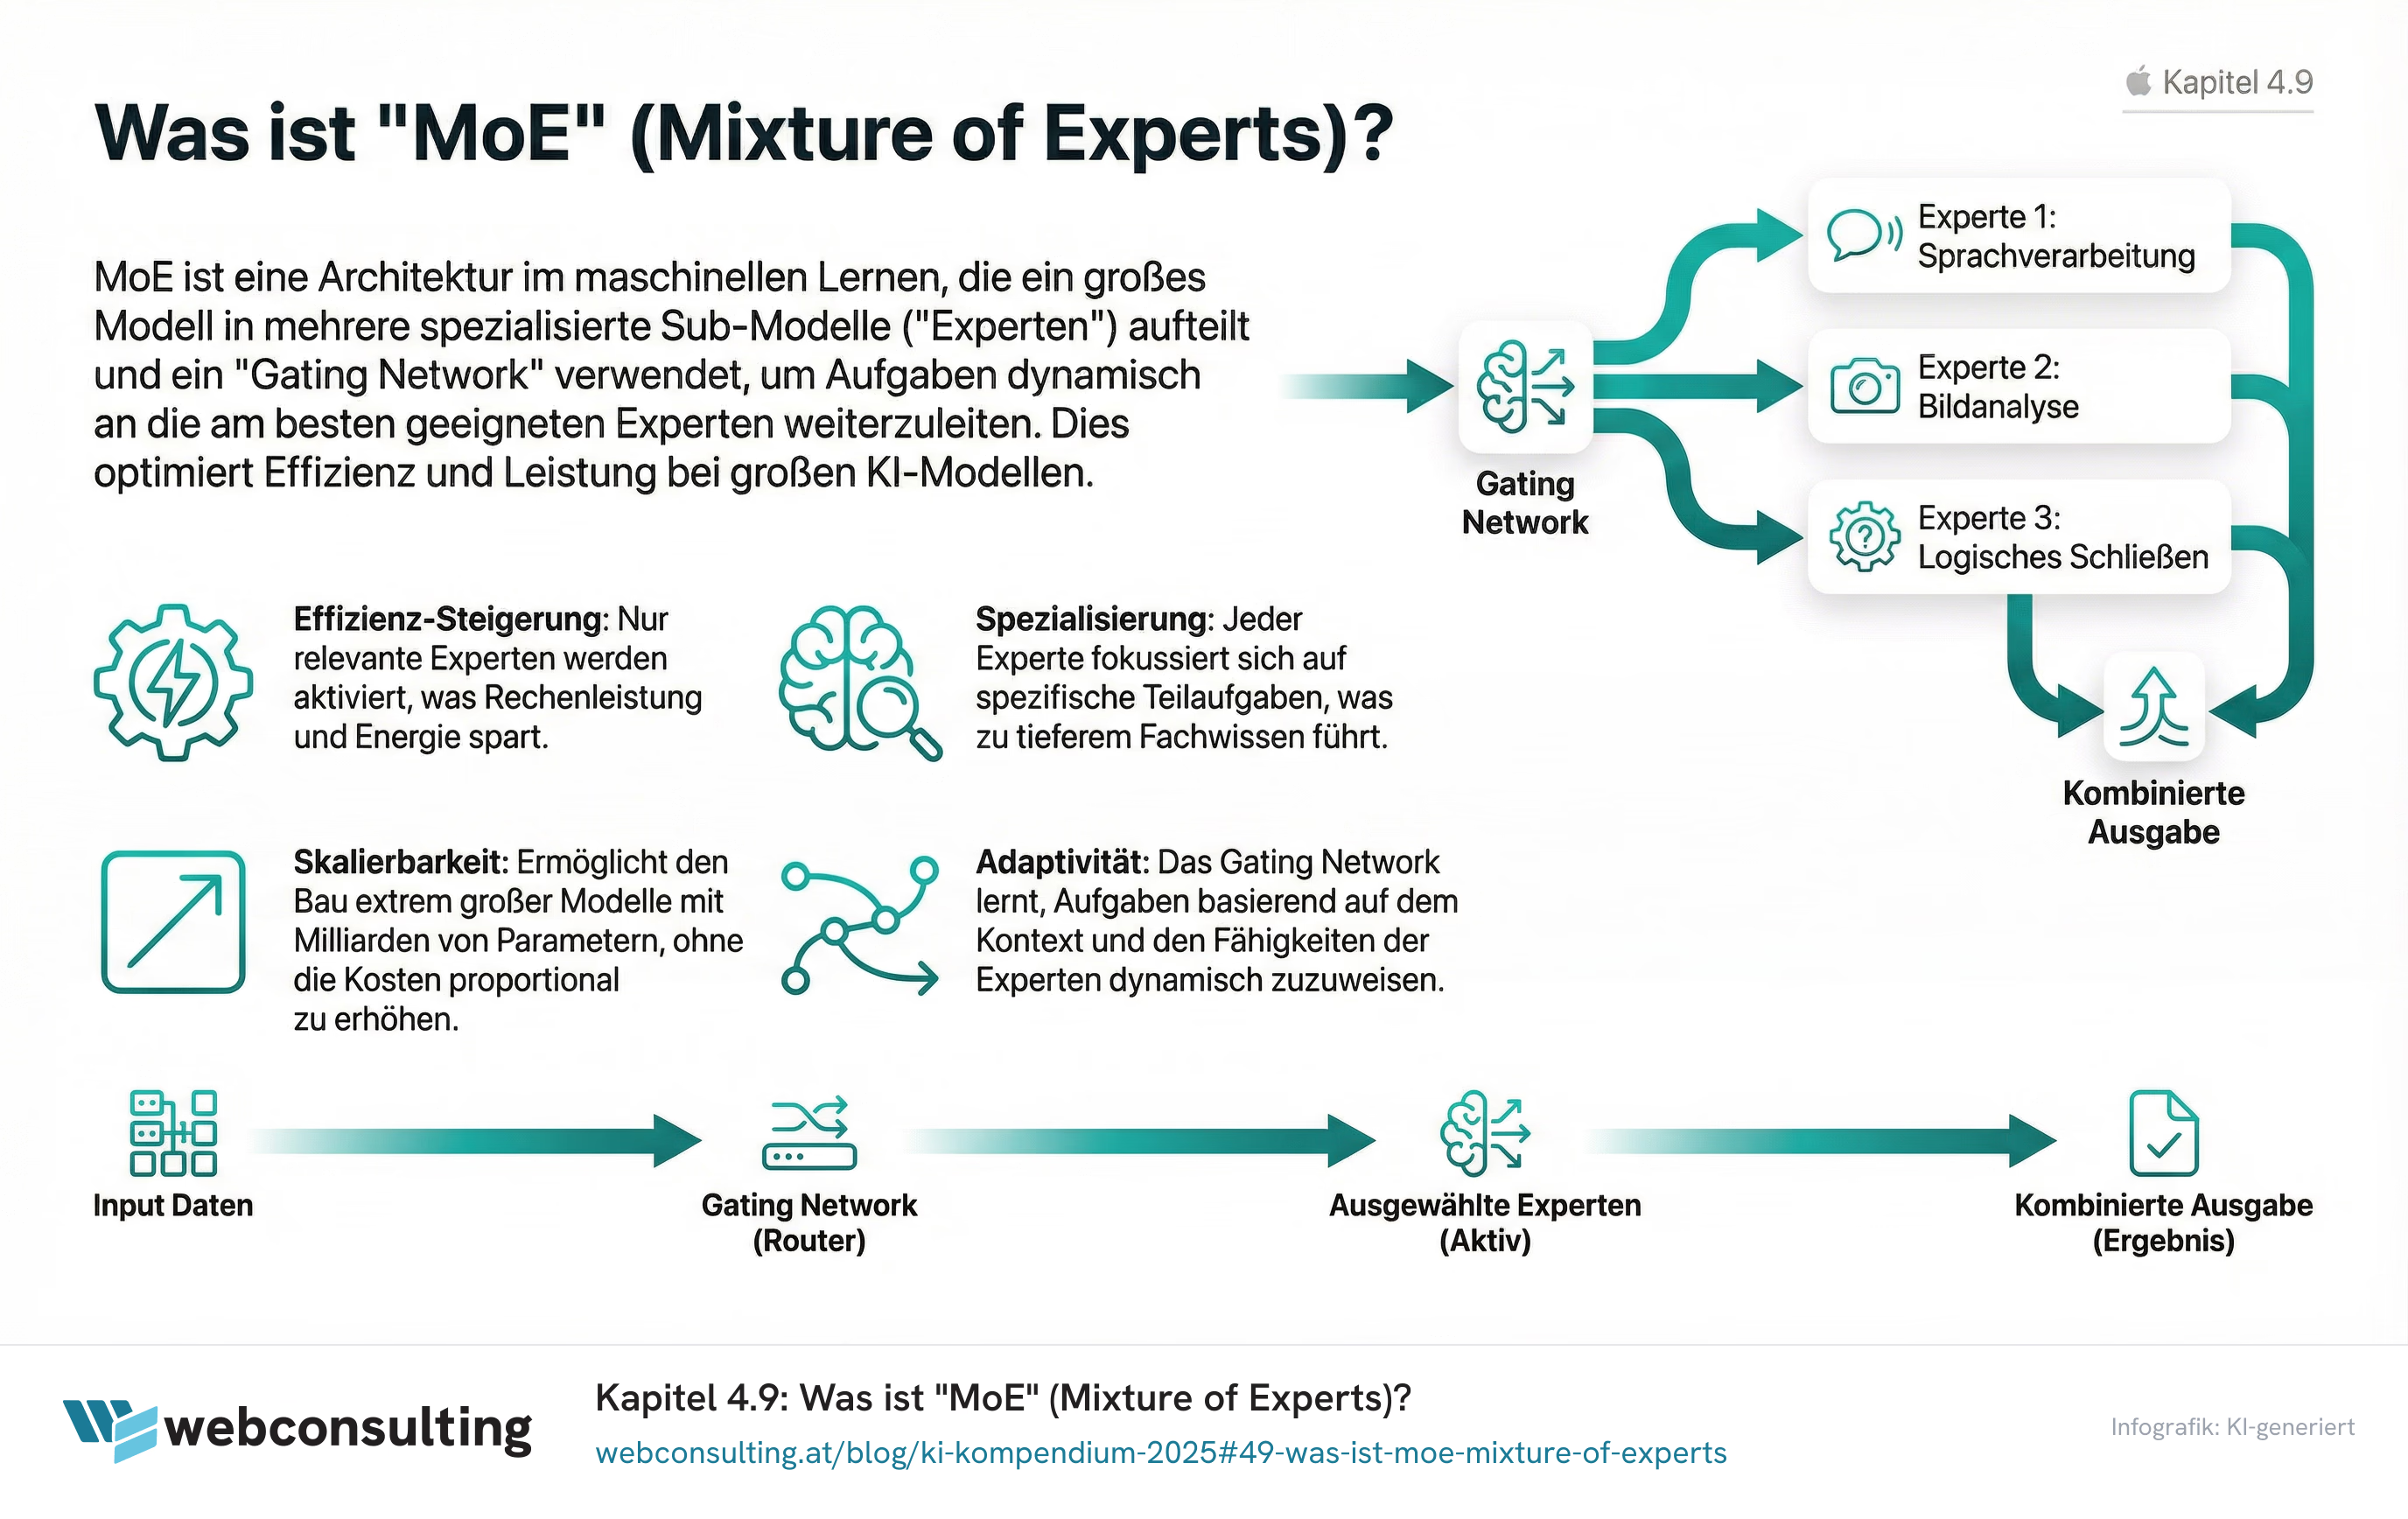 Kapitel 4.9
Was ist "MoE" (Mixture of Experts)?
MoE ist eine Architektur im maschinellen Lernen, die ein großes
Modell in mehrere spezialisierte Sub-Modelle ("Experten") aufteilt
und ein "Gating Network" verwendet, um Aufgaben dynamisch
an die am besten geeigneten Experten weiterzuleiten. Dies
optimiert Effizienz und Leistung bei großen KI-Modellen.
Gating
Network
Experte 1:
Sprachverarbeitung
Experte 2:
Bildanalyse
Experte 3:
Logisches Schließen
Kombinierte
Ausgabe
Effizienz-Steigerung: Nur
relevante Experten werden
aktiviert, was Rechenleistung
und Energie spart.
Spezialisierung: Jeder
Experte fokussiert sich auf
spezifische Teilaufgaben, was
zu tieferem Fachwissen führt.
Skalierbarkeit: Ermöglicht den
Bau extrem großer Modelle mit
Milliarden von Parametern, ohne
die Kosten proportional
zu erhöhen.
Adaptivität: Das Gating Network
lernt, Aufgaben basierend auf dem
Kontext und den Fähigkeiten der
Experten dynamisch zuzuweisen.
Input Daten
Gating Network
(Router)
Ausgewählte Experten
(Aktiv)
Kombinierte Ausgabe
(Ergebnis)
webconsulting
Kapitel 4.9: Was ist "MoE" (Mixture of Experts)?
webconsulting.at/blog/ki-kompendium-2025#49-was-ist-moe-mixture-of-experts
Infografik: KI-generiert